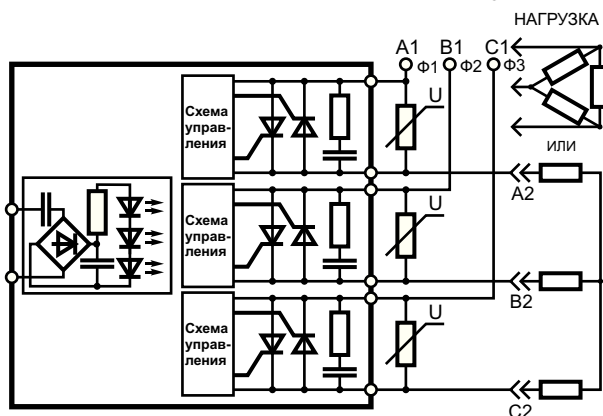 НАГРУЗКА
A1 B1 C1
Ф1 Ф2 Ф3
U
Схема
управ-
ления
ИЛИ
A2
Схема
управ-
ления
U
B2
Схема
управ-
ления
U
C2